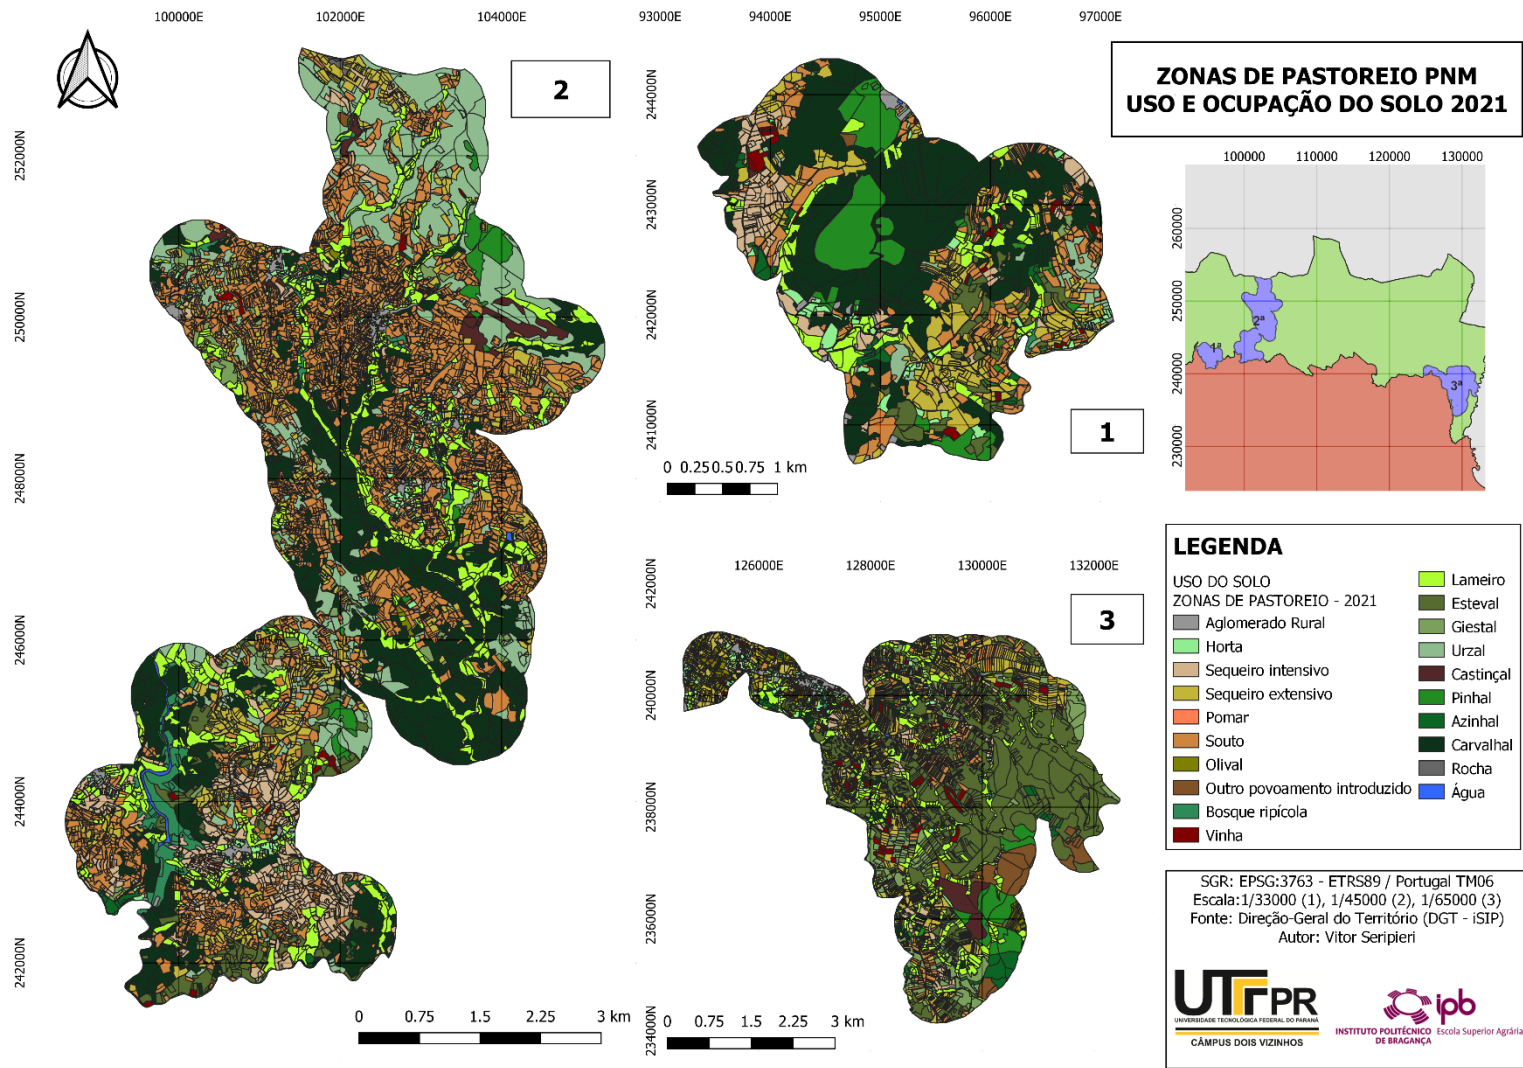 100000E 102000E 104000E
93000E 94000E 95000E 96000E 97000E
2
252000N
250000N
248000N
246000N
244000N
242000N
0 0.75 1.5 2.25 3 km
244000N
243000N
242000N
241000N
1
0 0.25 0.5 0.75 1 km
126000E 128000E 130000E 132000E
3
242000N
240000N
238000N
236000N
234000N
0 0.75 1.5 2.25 3 km
ZONAS DE PASTOREIO PNM
USO E OCUPAÇÃO DO SOLO 2021
100000 110000 120000 130000
260000
250000
240000
230000
1ª
2ª
3ª
LEGENDA
USO DO SOLO
ZONAS DE PASTOREIO - 2021
Aglomerado Rural
Horta
Sequeiro intensivo
Sequeiro extensivo
Pomar
Souto
Olival
Outro povoamento introduzido
Bosque ripícola
Vinha
Lameiro
Esteval
Giestal
Urzal
Castinçal
Pinhal
Azinhal
Carvalhal
Rocha
Água
SGR: EPSG:3763 - ETRS89 / Portugal TM06
Escala:1/33000 (1), 1/45000 (2), 1/65000 (3)
Fonte: Direção-Geral do Território (DGT - iSIP)
Autor: Vitor Seripieri
UTFPR
UNIVERSIDADE TECNOLÓGICA FEDERAL DO PARANÁ
CÂMPUS DOIS VIZINHOS
ipb
INSTITUTO POLITÉCNICO Escola Superior Agrária
DE BRAGANÇA